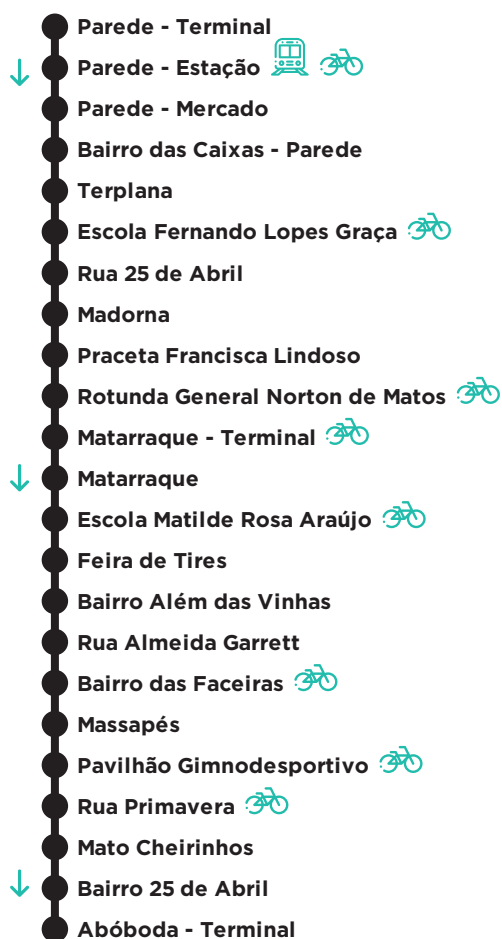 Parede - Terminal
Parede - Estação
Parede - Mercado
Bairro das Caixas - Parede
Terplana
Escola Fernando Lopes Graça
Rua 25 de Abril
Madorna
Praceta Francisca Lindoso
Rotunda General Norton de Matos
Matarraque - Terminal
Matarraque
Escola Matilde Rosa Araújo
Feira de Tires
Bairro Além das Vinhas
Rua Almeida Garrett
Bairro das Faceiras
Massapés
Pavilhão Gimnodesportivo
Rua Primavera
Mato Cheirinhos
Bairro 25 de Abril
Abóboda - Terminal